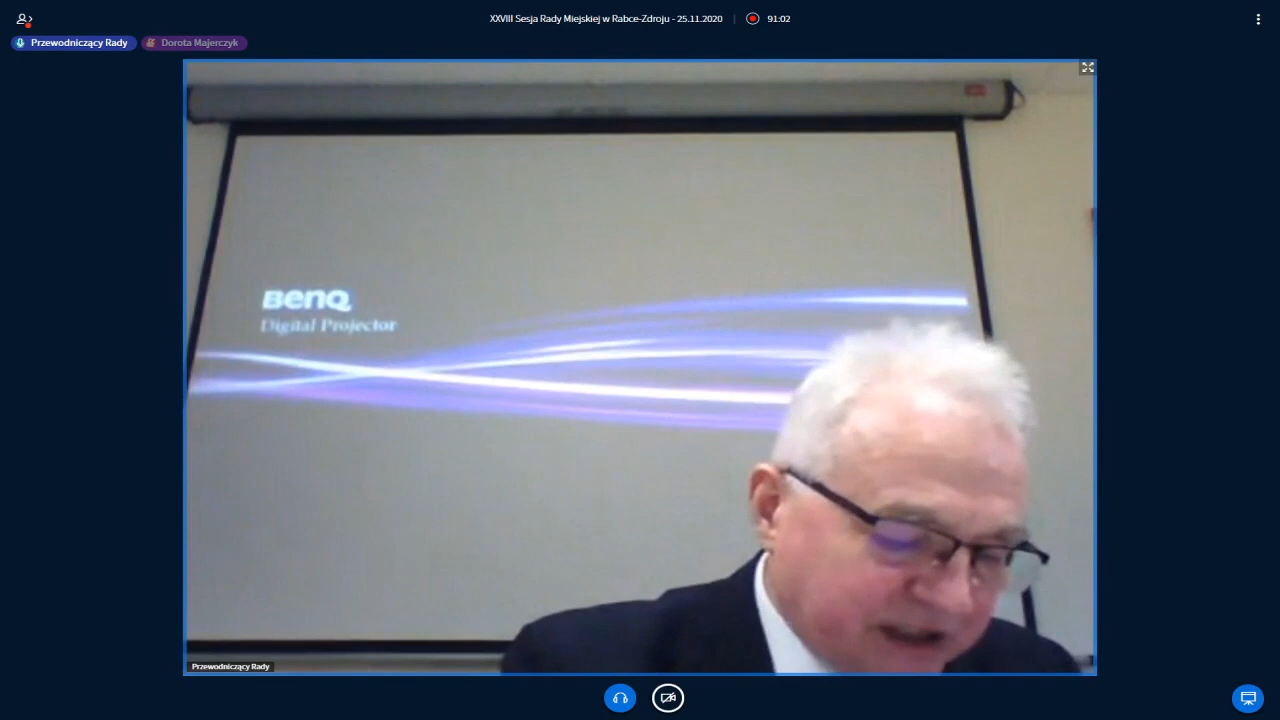 XXVIII Sesja Rady Miejskiej w Rabce-Zdroju - 25.11.2020
91:02
Przewodniczący Rady
Dorota Majerczyk
BenQ
Digital Projector
Przewodniczący Rady